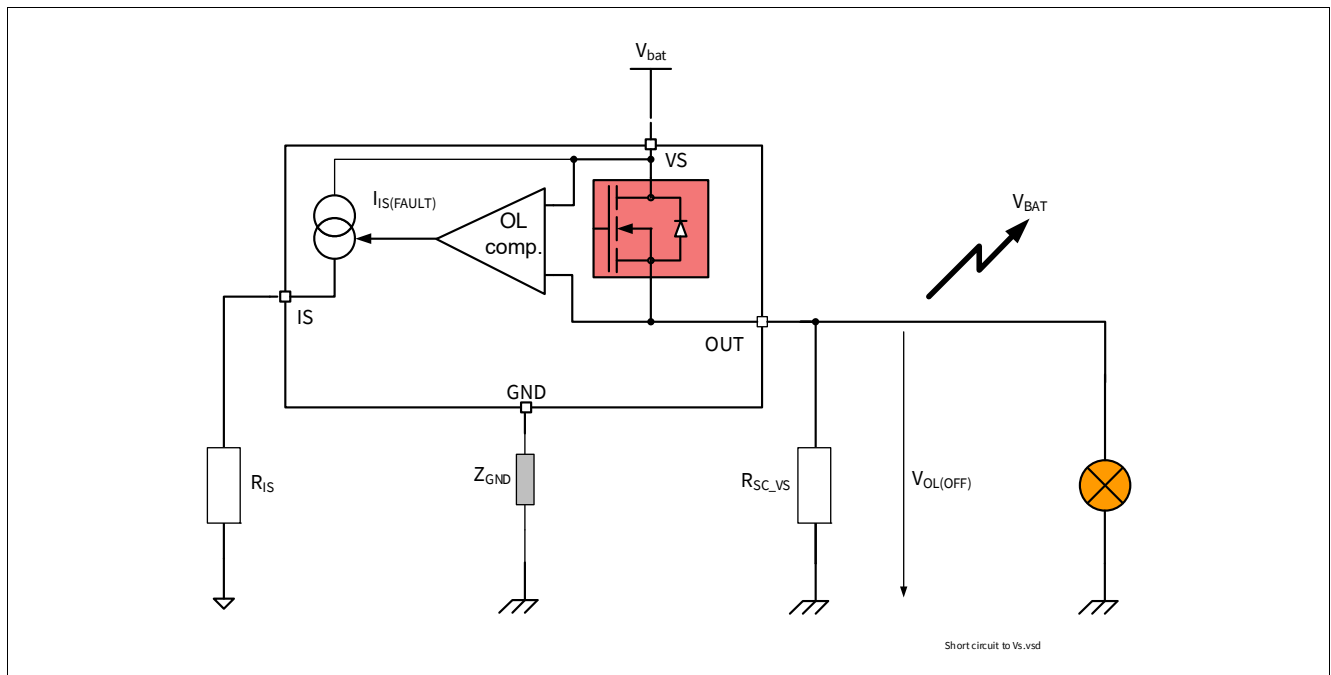 Vbat
VS
IIS(FAULT)
OL
comp.
VBAT
IS
OUT
GND
RIS
ZGND
RSC_VS
VOL(OFF)
Short circuit to Vs.vsd